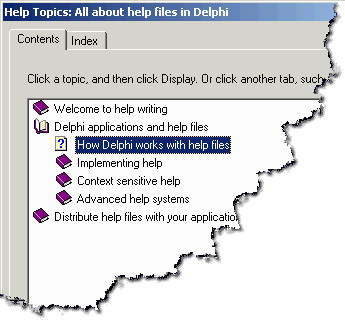 Help Topics: All about help files in Delphi
Contents Index
Click a topic, and then click Display. Or click another tab, such
Welcome to help writing
Delphi applications and help files
How Delphi works with help files
Implementing help
Context sensitive help
Advanced help systems
Distribute help files with your applicatio